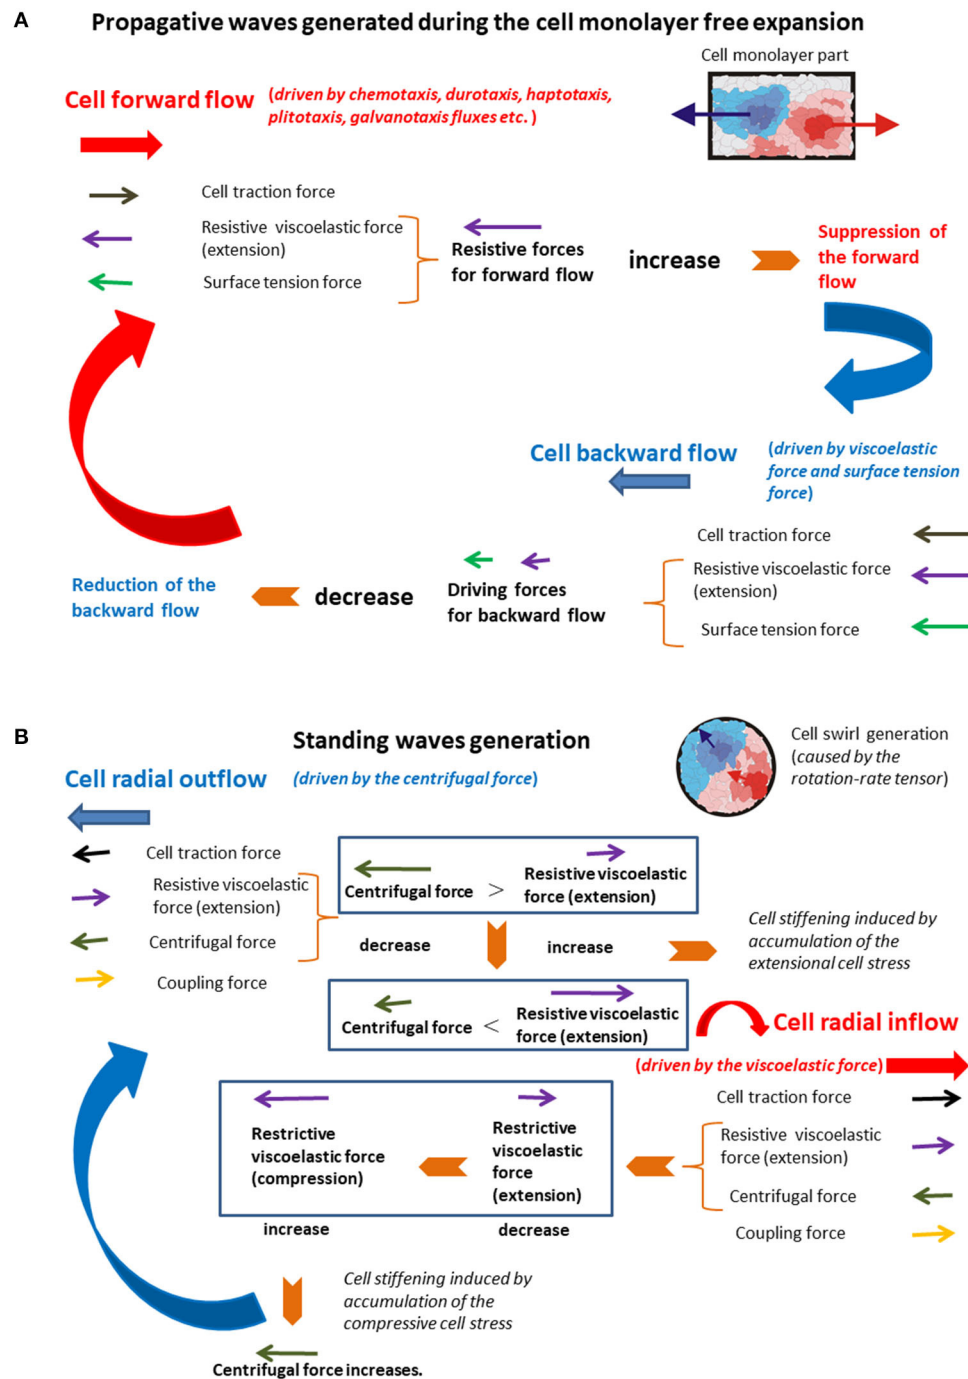 A
Propagative waves generated during the cell monolayer free expansion
Cell monolayer part
Cell forward flow
(driven by chemotaxis, durotaxis, haptotaxis,
plitotaxis, galvanotaxis fluxes etc. )
Cell traction force
Resistive viscoelastic force
(extension)
Surface tension force
Resistive forces
for forward flow
increase
Suppression of
the forward
flow
Cell backward flow
(driven by viscoelastic
force and surface tension
force)
Cell traction force
Resistive viscoelastic force
(extension)
Surface tension force
Driving forces
for backward flow
decrease
Reduction of the
backward flow
B
Standing waves generation
Cell swirl generation
(caused by the
rotation-rate tensor)
Cell radial outflow
(driven by the centrifugal force)
Cell traction force
Resistive viscoelastic
force (extension)
Centrifugal force
Coupling force
Centrifugal force
>
Resistive viscoelastic
force (extension)
decrease
increase
Cell stiffening induced by
accumulation of the
extensional cell stress
Centrifugal force
<
Resistive viscoelastic
force (extension)
Cell radial inflow
(driven by the viscoelastic force)
Cell traction force
Resistive viscoelastic
force (extension)
Centrifugal force
Coupling force
Restrictive
viscoelastic force
(compression)
Restrictive
viscoelastic
force
(extension)
increase
decrease
Cell stiffening induced by
accumulation of the
compressive cell stress
Centrifugal force increases.